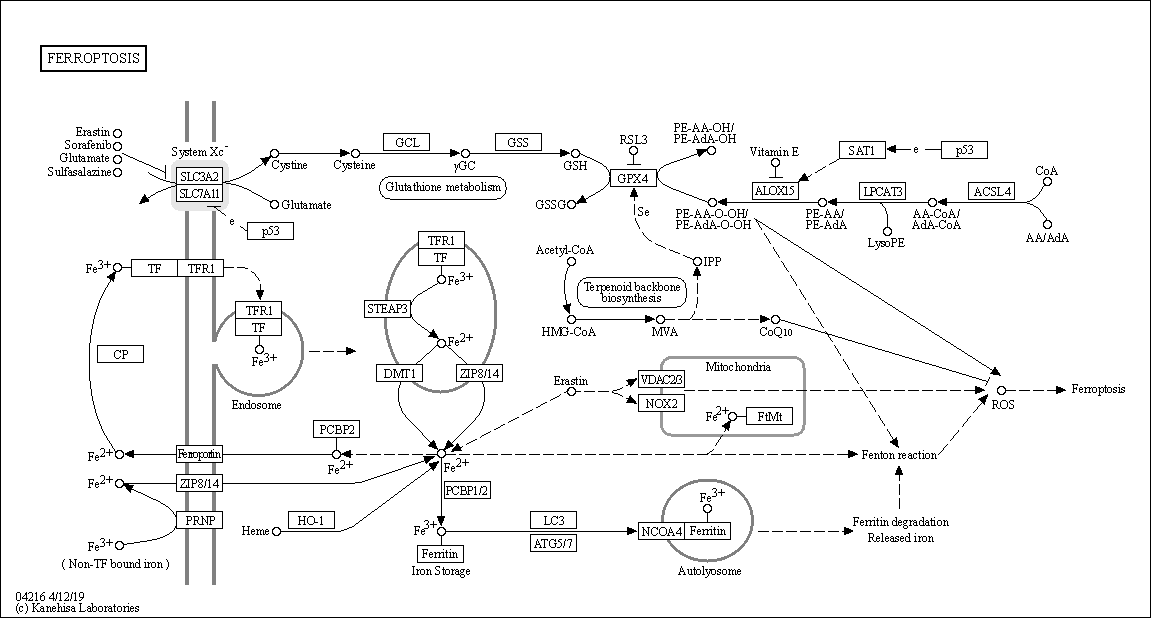 FERROPTOSIS
Erastin
Sorafenib
Glutamate
Sulfasalazine
System Xc⁻
SLC3A2
SLC7A11
Cystine
Glutamate
e
p53
Cysteine
GCL
γGC
GSS
GSH
Glutathione metabolism
GSSG
RSL3
GPX4
Se
PE-AA-OH/
PE-AdA-OH
PE-AA-O-OH/
PE-AdA-O-OH
Vitamin E
ALOX15
SAT1
e
p53
PE-AA/
PE-AdA
LPCAT3
LysoPE
AA-CoA/
AdA-CoA
ACSL4
CoA
AA/AdA
Fe3+
TF
TFR1
TFR1
TF
Fe3+
Endosome
TFR1
TF
Fe3+
STEAP3
Fe2+
DMT1
ZIP8/14
Acetyl-CoA
IPP
Terpenoid backbone
biosynthesis
HMG-CoA
MVA
CoQ10
CP
Erastin
Mitochondria
VDAC2/3
NOX2
Fe2+
FtMt
ROS
Ferroptosis
Fe2+
Ferroportin
PCBP2
Fe2+
Fe2+
Fenton reaction
Fe2+
ZIP8/14
PRNP
Fe3+
( Non-TF bound iron )
Heme
HO-1
PCBP1/2
Fe3+
Ferritin
Iron Storage
LC3
ATG5/7
Fe3+
NCOA4
Ferritin
Autolyosome
Ferritin degradation
Released iron
04216 4/12/19
(c) Kanehisa Laboratories